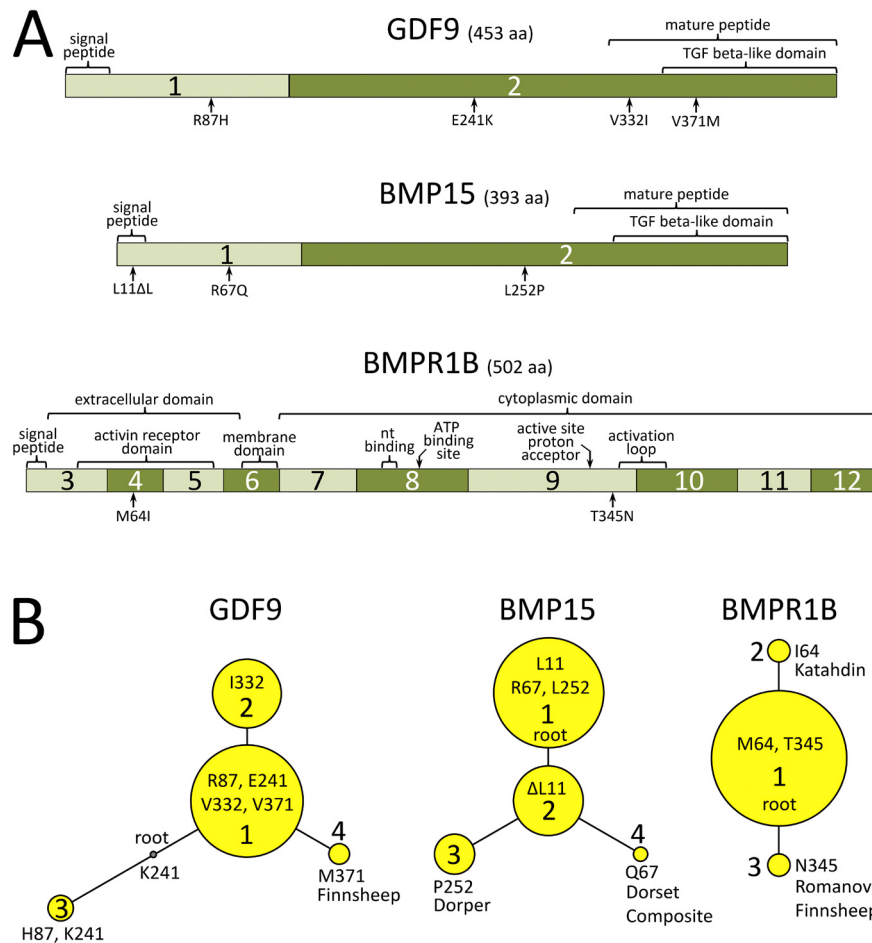 A
GDF9 (453 aa)
signal
peptide
mature peptide
TGF beta-like domain
1
2
R87H
E241K
V332I
V371M
BMP15 (393 aa)
signal
peptide
mature peptide
TGF beta-like domain
1
2
L11ΔL
R67Q
L252P
BMPR1B (502 aa)
extracellular domain
cytoplasmic domain
signal
peptide
activin receptor
domain
membrane
domain
nt
binding
ATP
binding
site
active site
proton
acceptor
activation
loop
3
4
5
6
7
8
9
10
11
12
M64I
T345N
B
GDF9
I332
2
R87, E241
V332, V371
1
root
K241
3
H87, K241
4
M371
Finnsheep
BMP15
L11
R67, L252
1
root
ΔL11
2
3
P252
Dorper
4
Q67
Dorset
Composite
BMPR1B
2
I64
Katahdin
M64, T345
1
root
3
N345
Romanov
Finnsheep